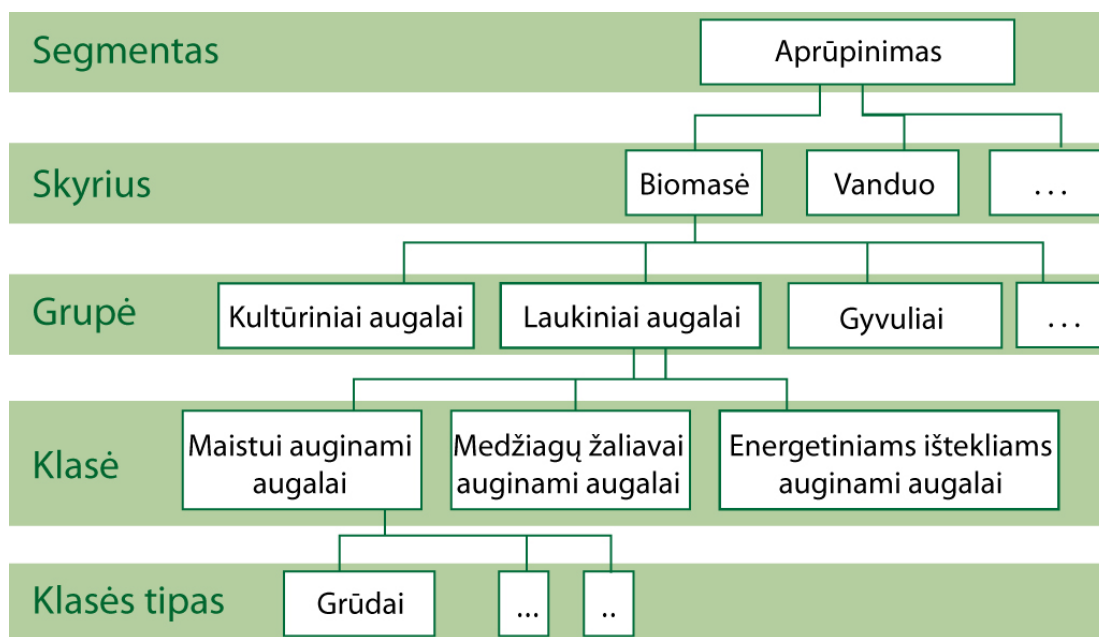 Segmentas
Aprūpinimas
Skyrius
Biomasė
Vanduo
...
Grupė
Kultūriniai augalai
Laukiniai augalai
Gyvuliai
...
Klasė
Maistui auginami
augalai
Medžiagų žaliavai
auginami augalai
Energetiniams ištekliams
auginami augalai
Klasės tipas
Grūdai
...
..